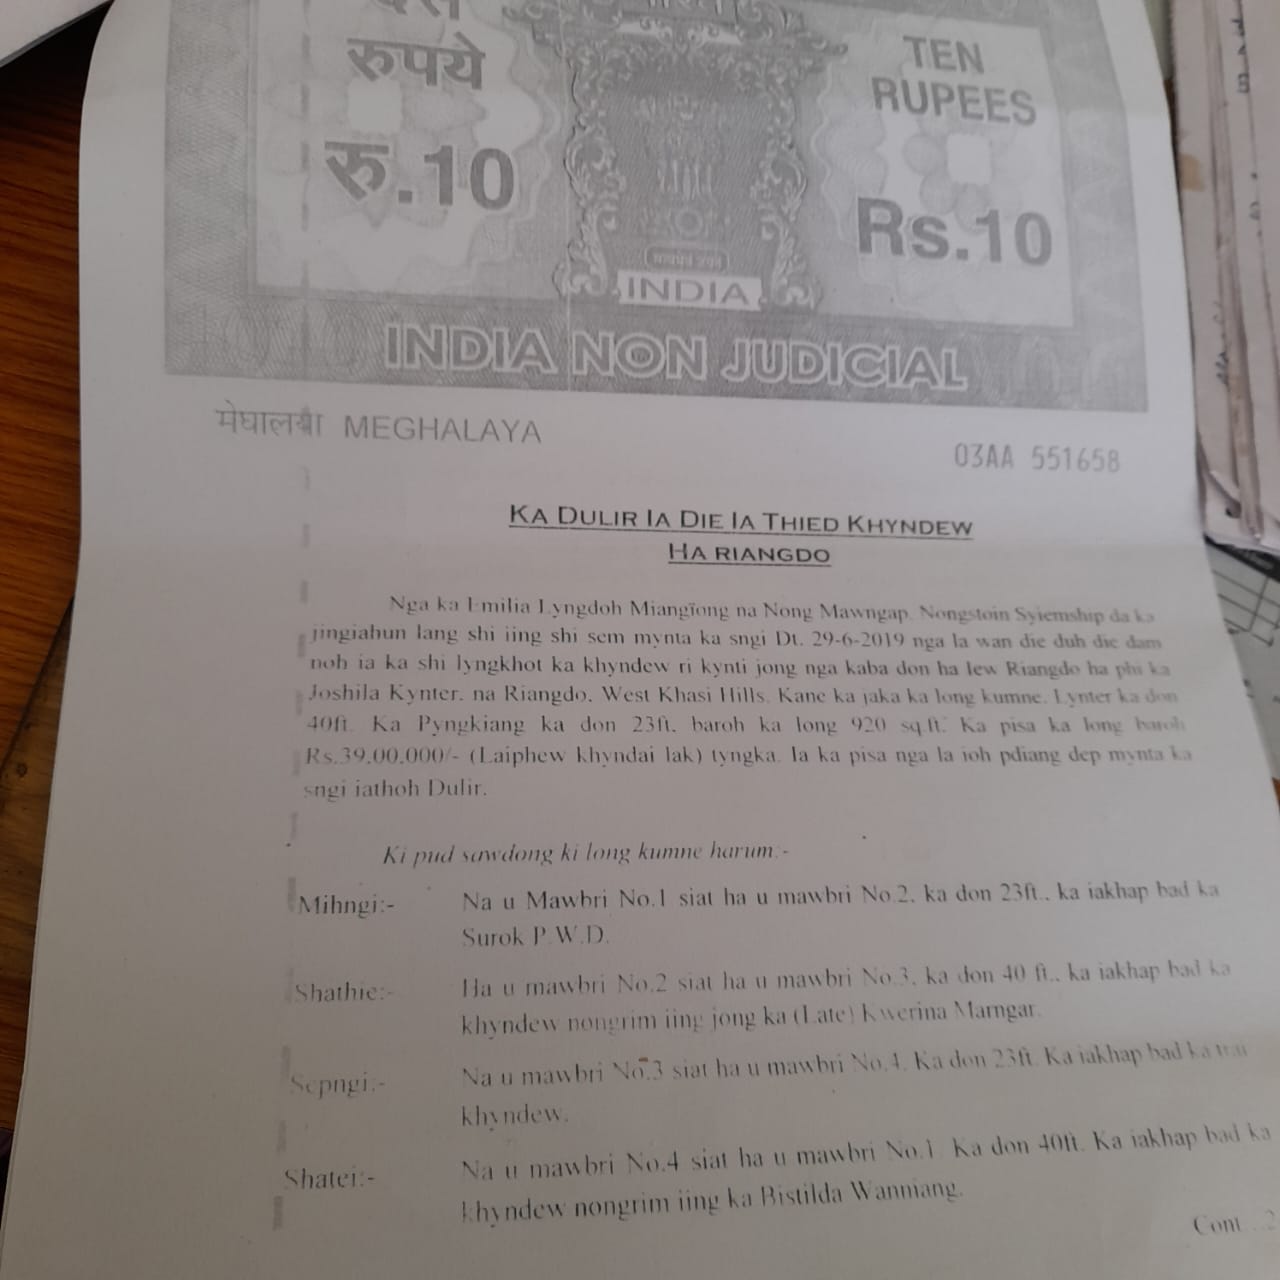 रुपये
TEN
RUPEES
रु.10
Rs.10
INDIA
INDIA NON JUDICIAL
मेघालय MEGHALAYA
03AA 551658
KA DULIR IA DIE IA THIED KHYNDEW
HA RIANGDO
Nga ka Emilia Lyngdoh Miangïong na Nong Mawngap, Nongstoin Syiemship da ka
jingiahun lang shi iing shi sem mynta ka sngi Dt. 29-6-2019 nga la wan die duh die dam
noh ia ka shi lyngkhot ka khyndew ri kynti jong nga kaba don ha Iew Riangdo ha phi ka
Joshila Kynter, na Riangdo, West Khasi Hills. Kane ka jaka ka long kumne. Lynter ka don
40ft. Ka Pyngkiang ka don 23ft. baroh ka long 920 sq.ft. Ka pisa ka long baroh
Rs.39,00,000/- (Laiphew khyndai lak) tyngka. Ia ka pisa nga la ioh pdiang dep mynta ka
sngi iathoh Dulir.
Ki pud sawdong ki long kumne harum:-
Mihngi:- Na u Mawbri No.1 siat ha u mawbri No.2, ka don 23ft., ka iakhap bad ka
Surok P.W.D.
Shathie:- Ha u mawbri No.2 siat ha u mawbri No.3, ka don 40 ft., ka iakhap bad ka
khyndew nongrim iing jong ka (Late) Kwerina Marngar.
Sepngi:- Na u mawbri No.3 siat ha u mawbri No.4. Ka don 23ft. Ka iakhap bad ka trai
khyndew.
Shatei:- Na u mawbri No.4 siat ha u mawbri No.1. Ka don 40ft. Ka iakhap bad ka
khyndew nongrim iing ka Bistilda Wanniang.
Cont...2